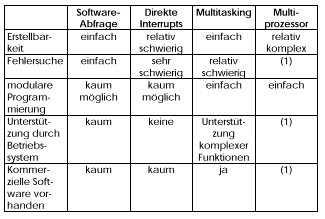 Software-Abfrage | Direkte Interrupts | Multitasking | Multi-prozessor
Erstellbar-keit | einfach | relativ schwierig | einfach | relativ komplex
Fehlersuche | einfach | sehr schwierig | relativ schwierig | (1)
modulare Program-mierung | kaum möglich | kaum möglich | einfach | einfach
Unterstüt-zung durch Betriebs-system | kaum | keine | Unterstüt-zung komplexer Funktionen | (1)
Kommer-zielle Soft-ware vor-handen | kaum | kaum | ja | (1)